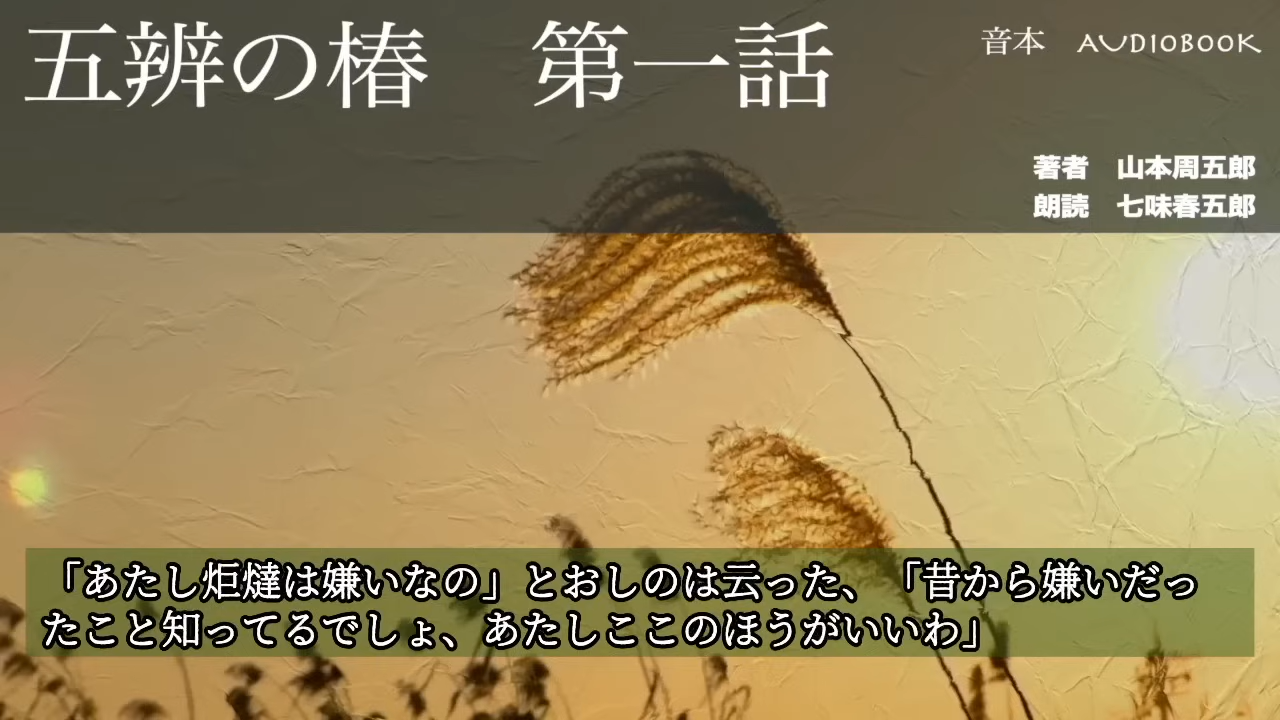 五辨の椿 第一話
音本 AUDIOBOOK
著者 山本周五郎
朗読 七味春五郎
「あたし炬燵は嫌いなの」とおしのは云った、「昔から嫌いだっ
たこと知ってるでしょ、あたしここのほうがいいわ」